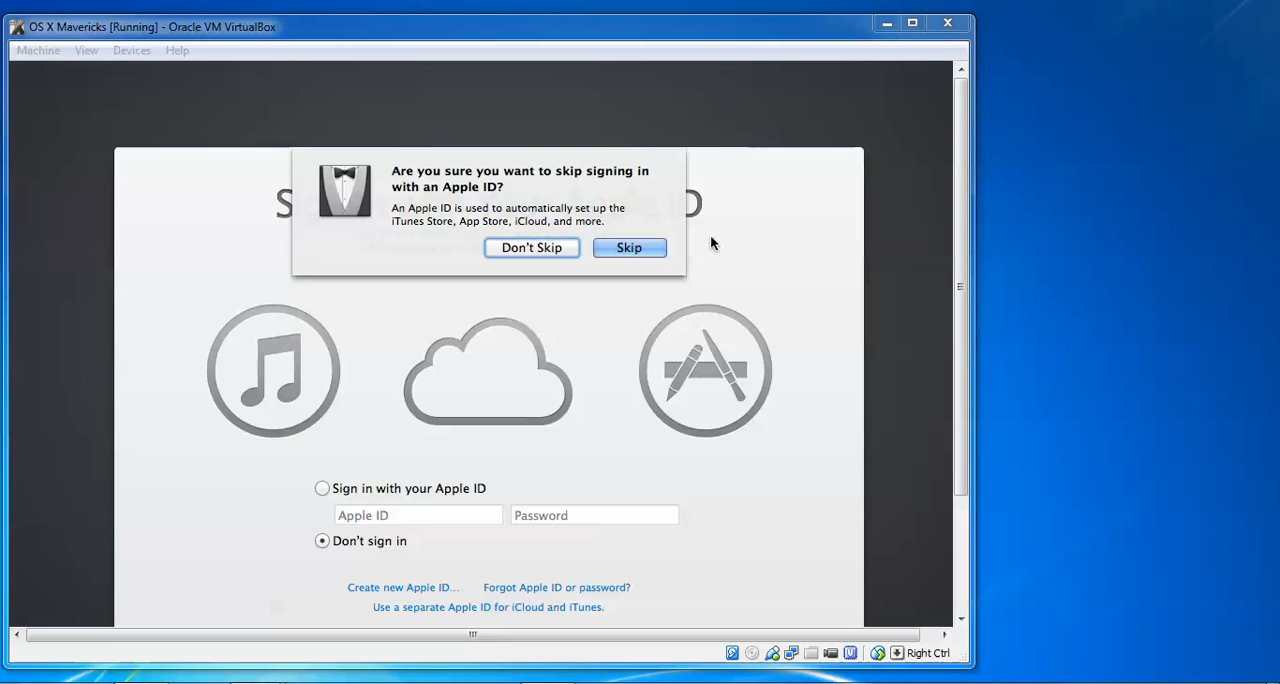 OS X Mavericks [Running] - Oracle VM VirtualBox
Machine View Devices Help
Are you sure you want to skip signing in
with an Apple ID?
An Apple ID is used to automatically set up the
iTunes Store, App Store, iCloud, and more.
Don't Skip Skip
Sign in with your Apple ID
Apple ID Password
Don't sign in
Create new Apple ID... Forgot Apple ID or password?
Use a separate Apple ID for iCloud and iTunes.
Right Ctrl